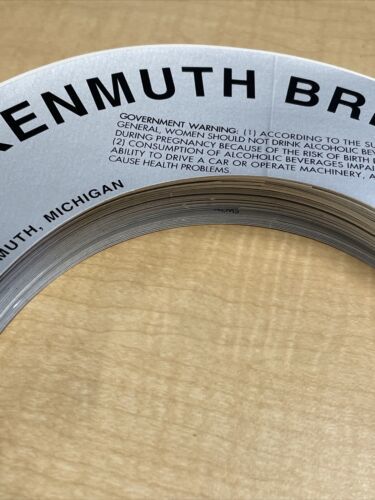 KENMUTH BR
GOVERNMENT WARNING: (1) ACCORDING TO THE SU
GENERAL, WOMEN SHOULD NOT DRINK ALCOHOLIC BEV
DURING PREGNANCY BECAUSE OF THE RISK OF BIRTH
(2) CONSUMPTION OF ALCOHOLIC BEVERAGES IMPAI
ABILITY TO DRIVE A CAR OR OPERATE MACHINERY, A
CAUSE HEALTH PROBLEMS.
MUTH, MICHIGAN